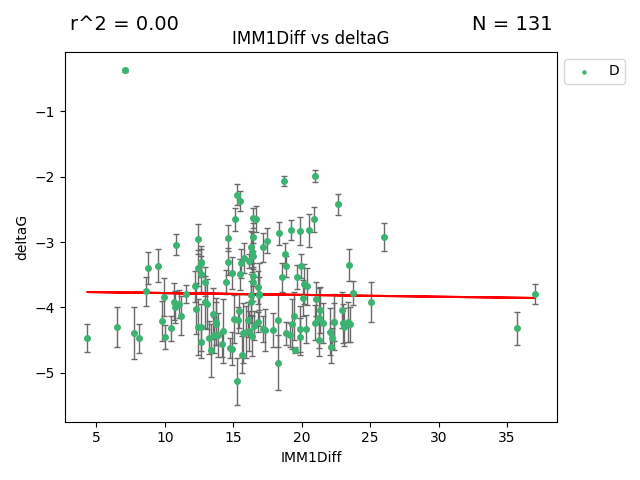 r^2 = 0.00
N = 131
IMM1Diff vs deltaG
D
−1
−2
−3
−4
−5
deltaG
5 10 15 20 25 30 35
IMM1Diff